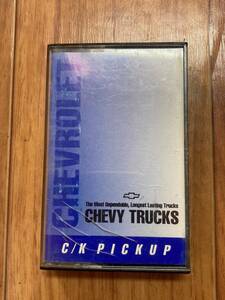 CHEVROLET
The Most Dependable, Longest Lasting Trucks
CHEVY TRUCKS
C/K PICKUP